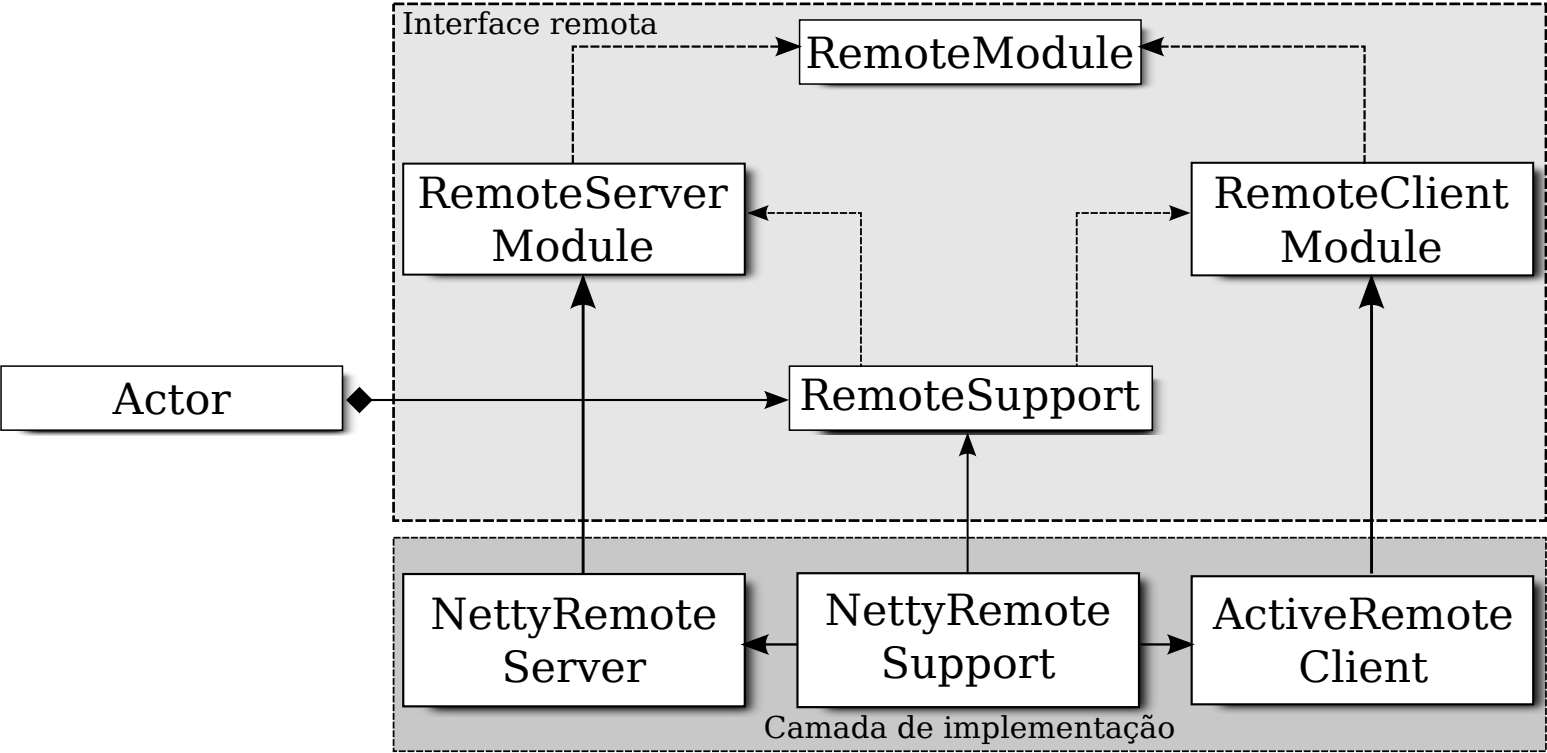 Interface remota
RemoteModule
RemoteServer
Module
RemoteClient
Module
Actor
RemoteSupport
NettyRemote
Server
NettyRemote
Support
ActiveRemote
Client
Camada de implementação